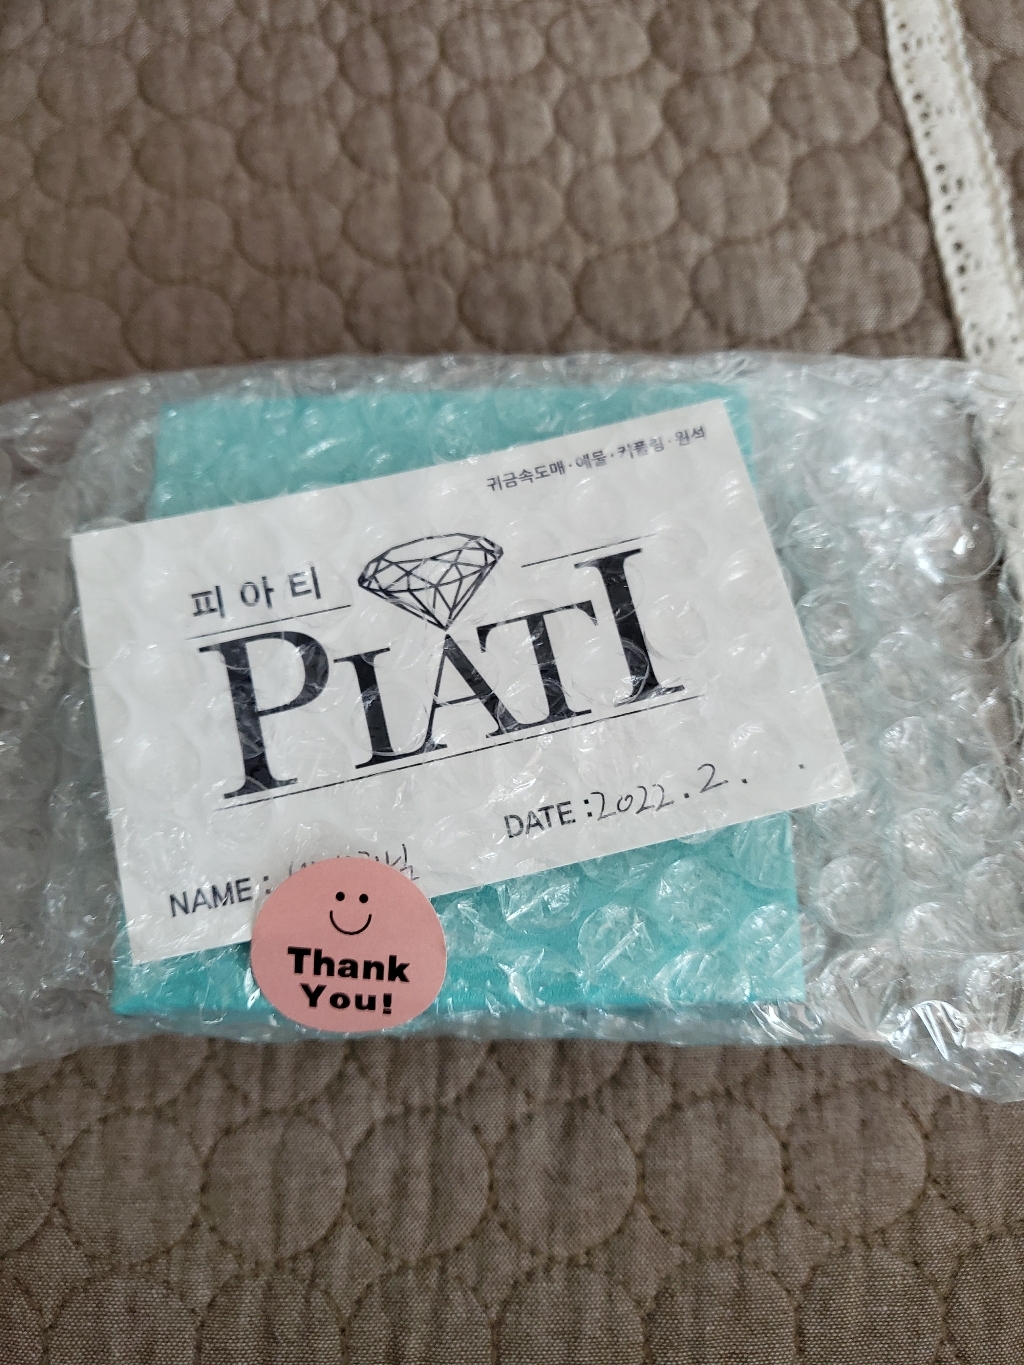 귀금속도매·예물·커플링·원석
피아티
PIATI
DATE : 2022. 2. .
NAME : 님
Thank
You!